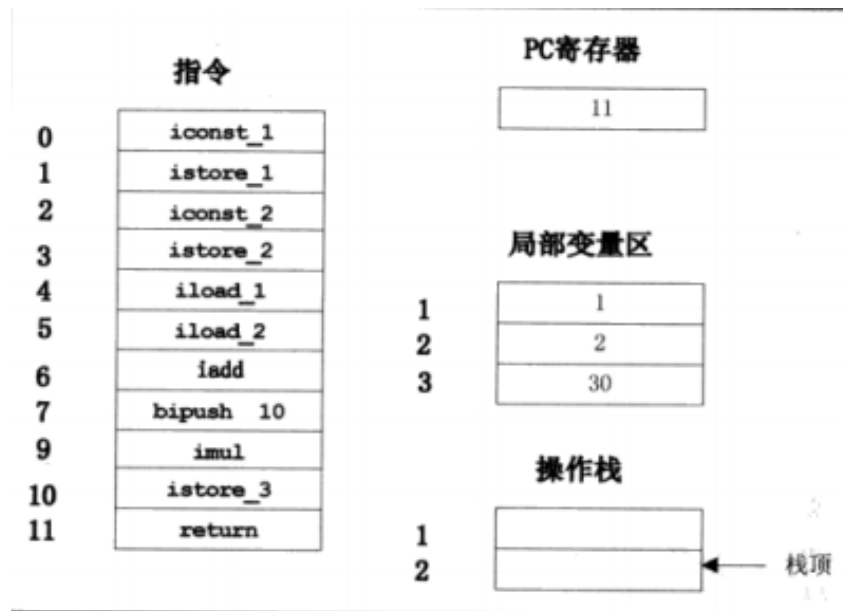 指令
0 iconst_1
1 istore_1
2 iconst_2
3 istore_2
4 iload_1
5 iload_2
6 iadd
7 bipush 10
9 imul
10 istore_3
11 return
PC寄存器
11
局部变量区
1 1
2 2
3 30
操作栈
1
2 栈顶